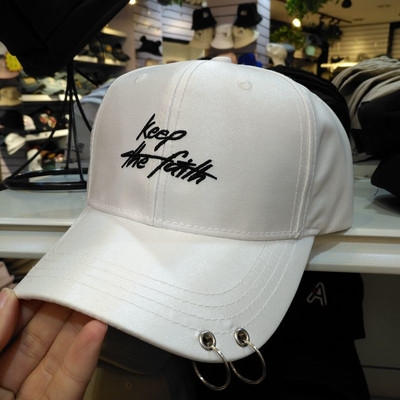 Keep
the faith
A